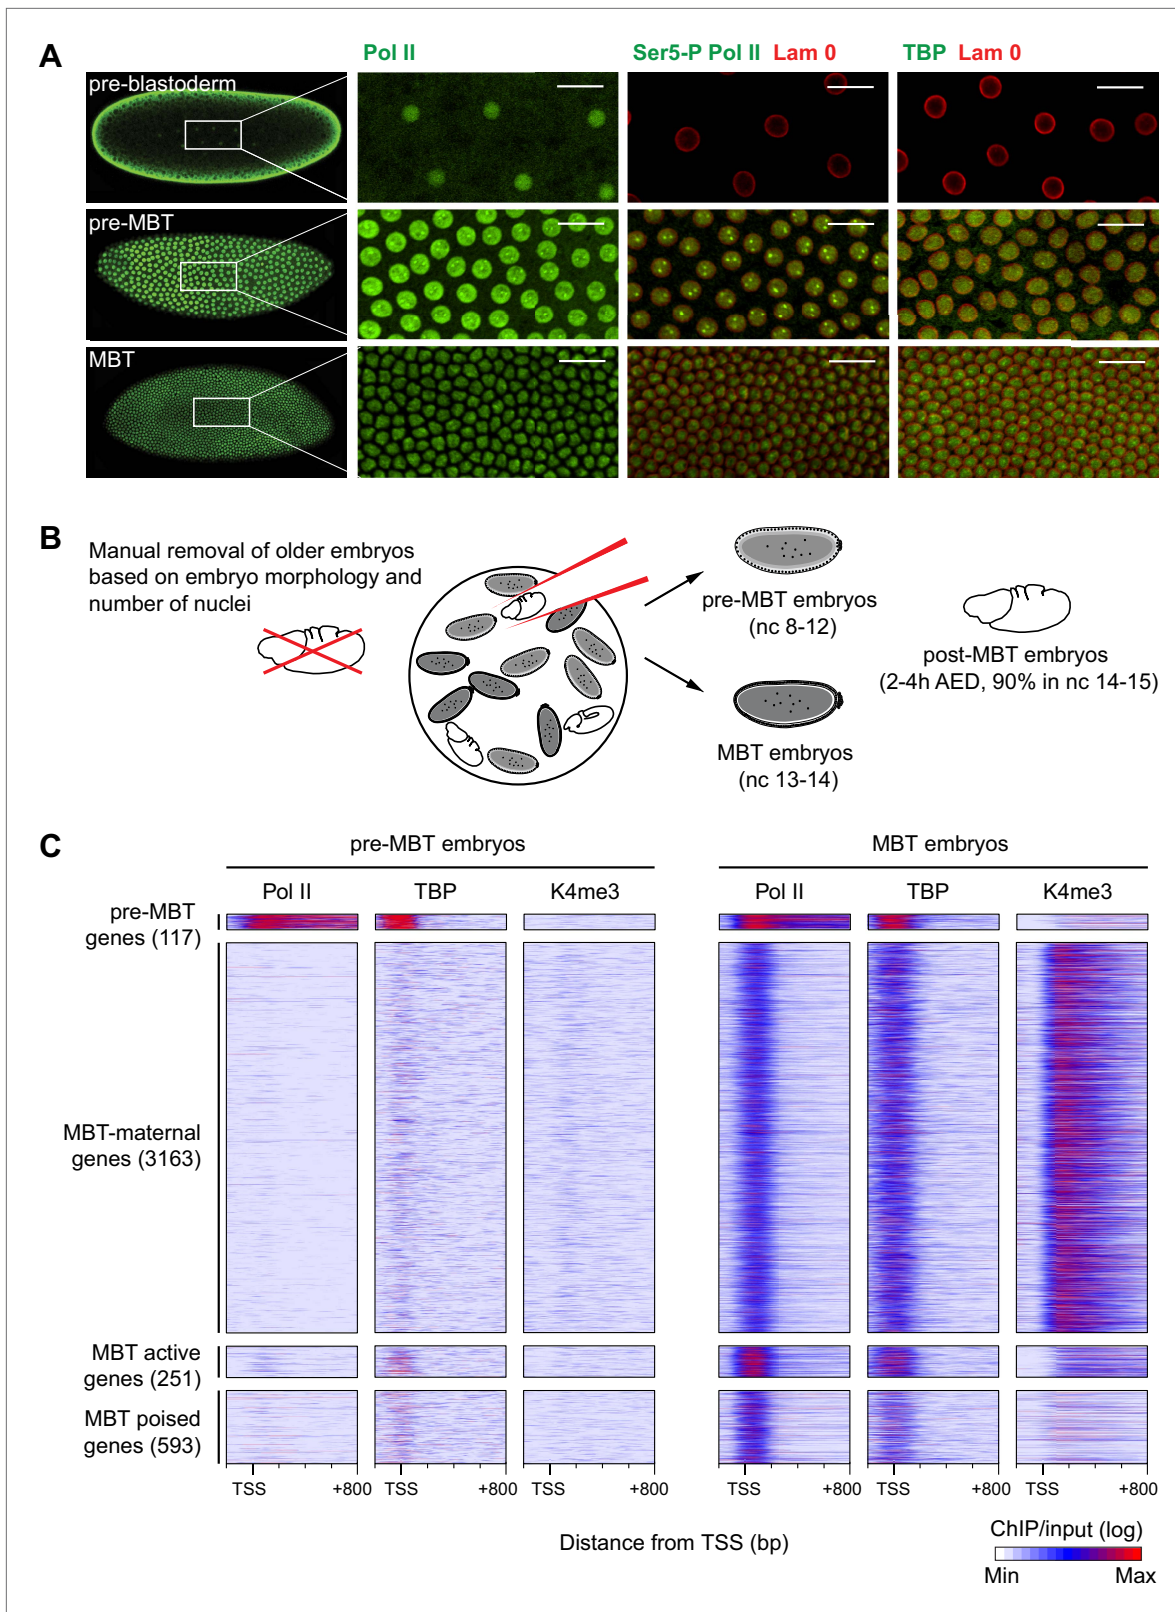 A
Pol II
Ser5-P Pol II Lam 0
TBP Lam 0
pre-blastoderm
pre-MBT
MBT
B
Manual removal of older embryos
based on embryo morphology and
number of nuclei
pre-MBT embryos
(nc 8-12)
MBT embryos
(nc 13-14)
post-MBT embryos
(2-4h AED, 90% in nc 14-15)
C
pre-MBT embryos
MBT embryos
Pol II TBP K4me3 Pol II TBP K4me3
pre-MBT
genes (117)
MBT-maternal
genes (3163)
MBT active
genes (251)
MBT poised
genes (593)
TSS +800 TSS +800 TSS +800 TSS +800 TSS +800 TSS +800
Distance from TSS (bp)
ChIP/input (log)
Min Max